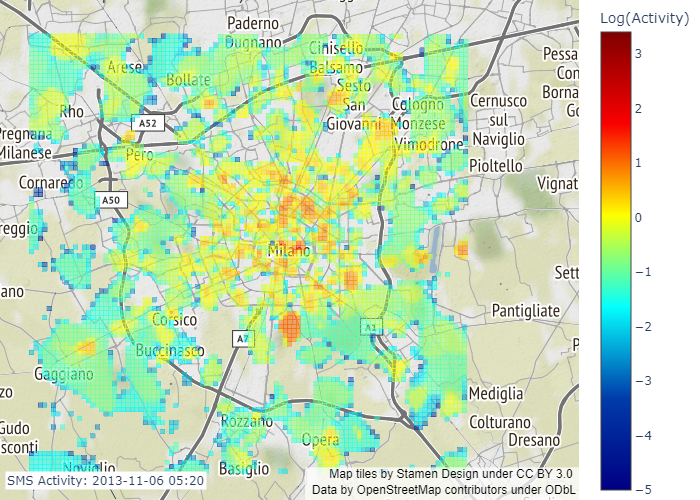 Paderno
Dugnano
Cinisello
Balsamo
Arese
Bollate
Sesto
San
Giovanni
Cologno
Monzese
Rho
A52
Pero
Vimodrone
Cernusco
sul
Naviglio
Pioltello
Pessa
Con
Borna
Go
Pregnana
Milanese
Cornaredo
A50
Vignat
reggio
Milano
Sett
ano
Pantigliate
Corsico
A7
A1
Buccinasco
P
Gaggiano
zo
Mediglia
Gudo
sconti
Rozzano
Opera
Colturano
Dresano
Noviglio
Basiglio
SMS Activity: 2013-11-06 05:20
Map tiles by Stamen Design under CC BY 3.0
Data by OpenStreetMap contributors under ODbL
Log(Activity)
3
2
1
0
−1
−2
−3
−4
−5